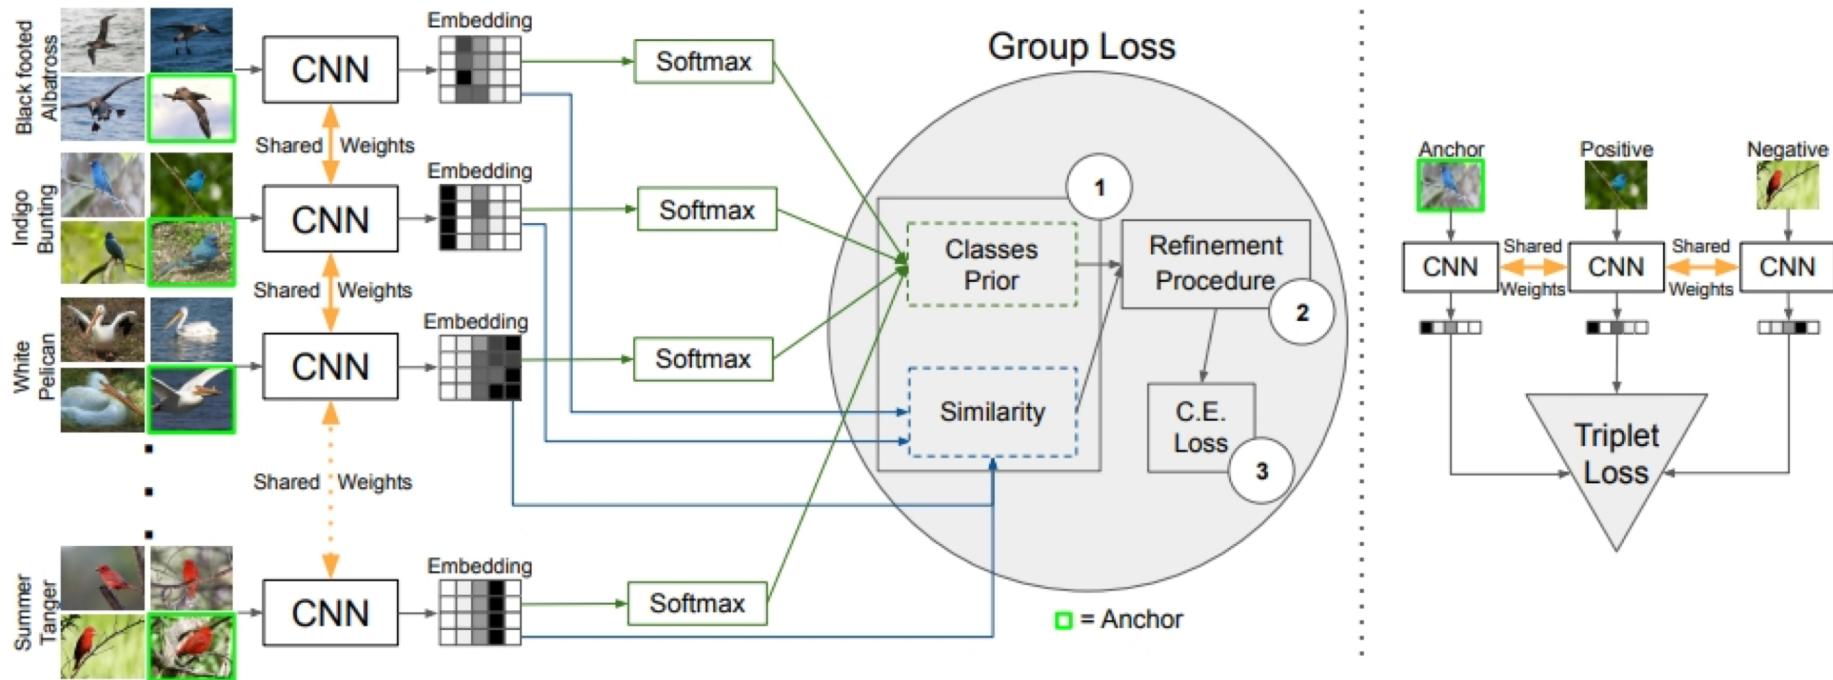 Black footed
Albatross
CNN
Embedding
Softmax
Group Loss
Shared Weights
Indigo
Bunting
CNN
Embedding
Softmax
Shared Weights
White
Pelican
CNN
Embedding
Softmax
Shared Weights
Summer
Tanger
CNN
Embedding
Softmax
1
Classes
Prior
Similarity
Refinement
Procedure
2
C.E.
Loss
3
= Anchor
Anchor
Positive
Negative
CNN
Shared
Weights
CNN
Shared
Weights
CNN
Triplet
Loss